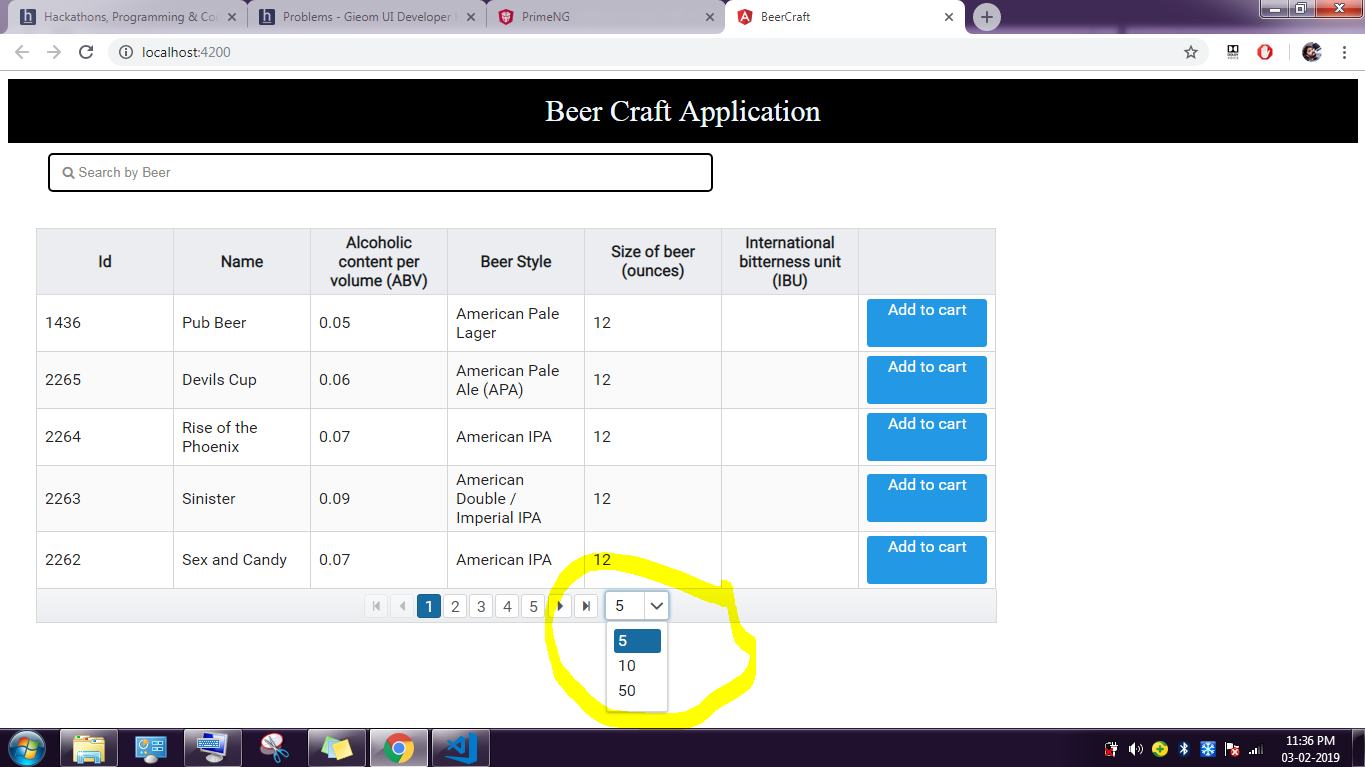 Hackathons, Programming & Co
Problems - Gieom UI Developer
PrimeNG
BeerCraft
localhost:4200
Beer Craft Application
Search by Beer
Id
Name
Alcoholic
content per
volume (ABV)
Beer Style
Size of beer
(ounces)
International
bitterness unit
(IBU)
1436
Pub Beer
0.05
American Pale
Lager
12
Add to cart
2265
Devils Cup
0.06
American Pale
Ale (APA)
12
Add to cart
2264
Rise of the
Phoenix
0.07
American IPA
12
Add to cart
2263
Sinister
0.09
American
Double /
Imperial IPA
12
Add to cart
2262
Sex and Candy
0.07
American IPA
12
Add to cart
1 2 3 4 5
5
5
10
50
11:36 PM
03-02-2019